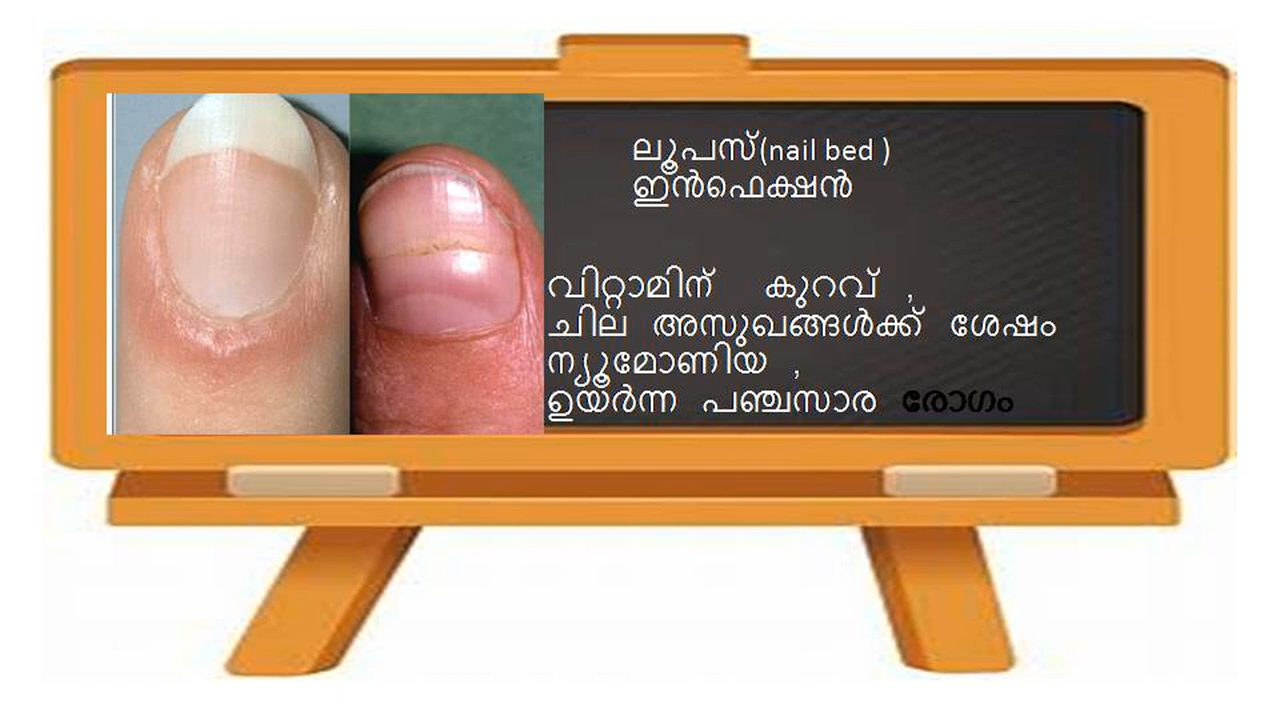 ലൂപസ്(nail bed )
ഇൻഫെക്ഷൻ
വിറ്റാമിന് കുറവ് ,
ചില അസുഖങ്ങൾക്ക് ശേഷം
ന്യൂമോണിയ ,
ഉയർന്ന പഞ്ചസാര രോഗം